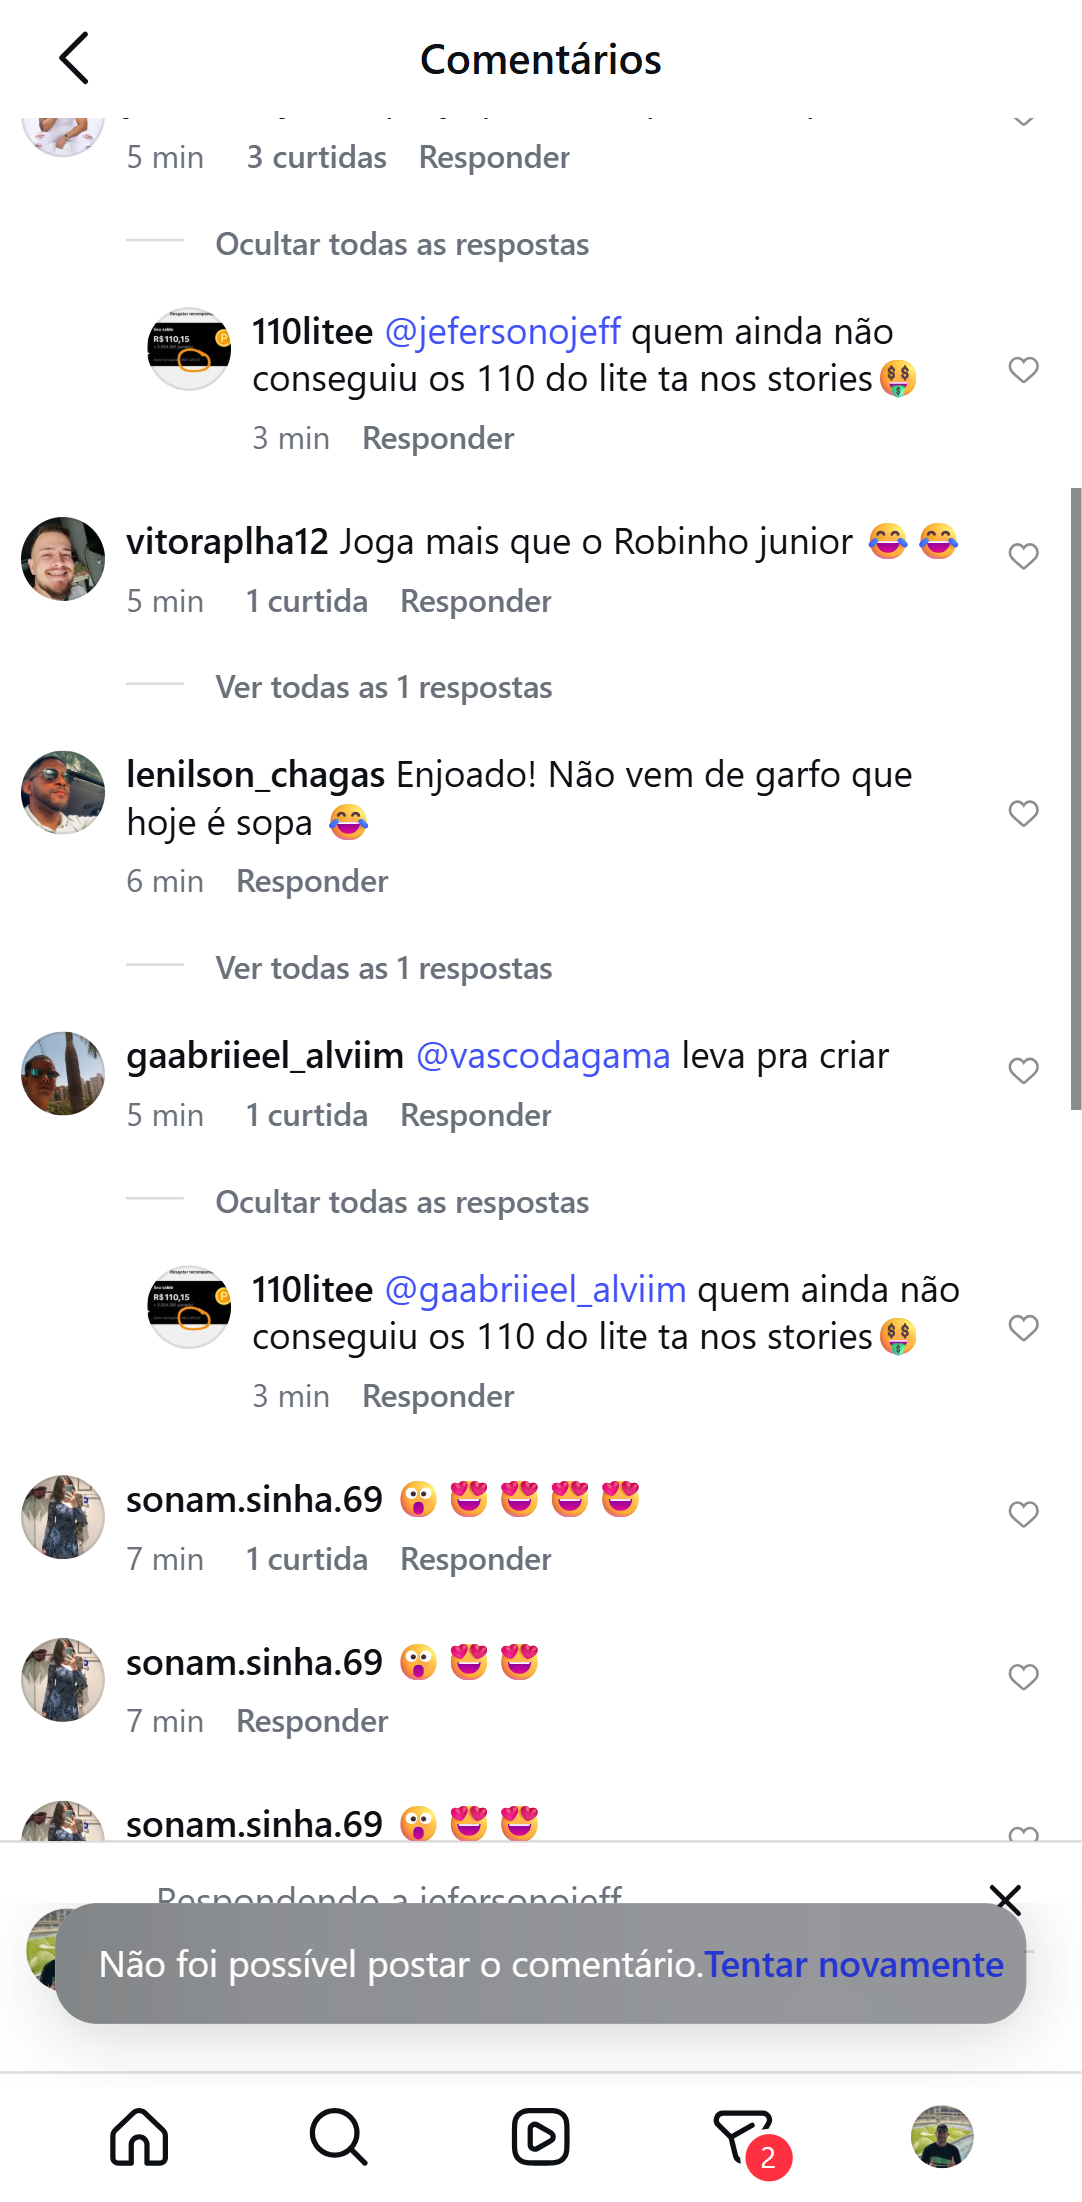 Comentários
5 min 3 curtidas Responder
Ocultar todas as respostas
110litee @jefersonojeff quem ainda não
conseguiu os 110 do lite ta nos stories🤑
3 min Responder
vitoraplha12 Joga mais que o Robinho junior 😂😂
5 min 1 curtida Responder
Ver todas as 1 respostas
lenilson_chagas Enjoado! Não vem de garfo que
hoje é sopa 😂
6 min Responder
Ver todas as 1 respostas
gaabriieel_alviim @vascodagama leva pra criar
5 min 1 curtida Responder
Ocultar todas as respostas
110litee @gaabriieel_alviim quem ainda não
conseguiu os 110 do lite ta nos stories🤑
3 min Responder
sonam.sinha.69 😲😍😍😍😍
7 min 1 curtida Responder
sonam.sinha.69 😲😍😍
7 min Responder
sonam.sinha.69 😲😍😍
Respondendo a jefersonojeff
Não foi possível postar o comentário.Tentar novamente
2